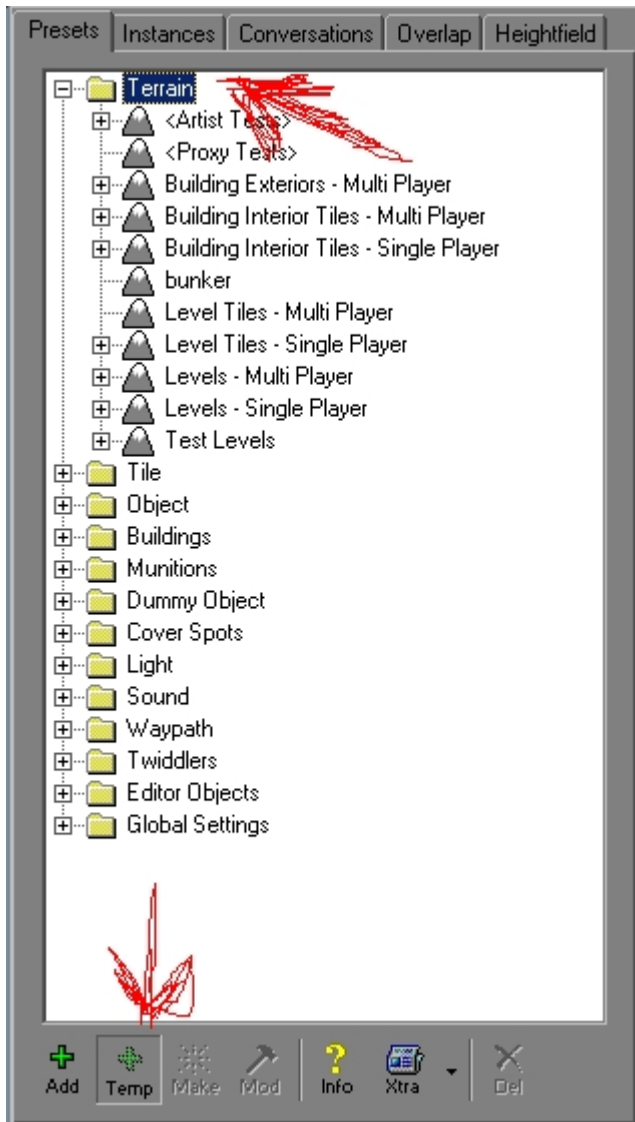 Presets Instances Conversations Overlap Heightfield
Terrain
<Artist Tests>
<Proxy Tests>
Building Exteriors - Multi Player
Building Interior Tiles - Multi Player
Building Interior Tiles - Single Player
bunker
Level Tiles - Multi Player
Level Tiles - Single Player
Levels - Multi Player
Levels - Single Player
Test Levels
Tile
Object
Buildings
Munitions
Dummy Object
Cover Spots
Light
Sound
Waypath
Twiddlers
Editor Objects
Global Settings
Add Temp Make Mod Info Xtra Del